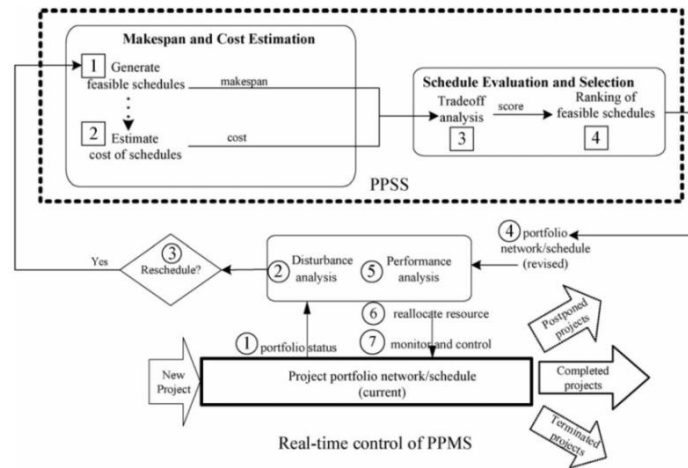 Makespan and Cost Estimation
1 Generate
feasible schedules
makespan
2 Estimate
cost of schedules
cost
Schedule Evaluation and Selection
Tradeoff
analysis
3
score
Ranking of
feasible schedules
4
PPSS
Yes
3
Reschedule?
2 Disturbance
analysis
5 Performance
analysis
4 portfolio
network/schedule
(revised)
6 reallocate resource
7 monitor and control
1 portfolio status
New
Project
Project portfolio network/schedule
(current)
Postponed
projects
Completed
projects
Terminated
projects
Real-time control of PPMS